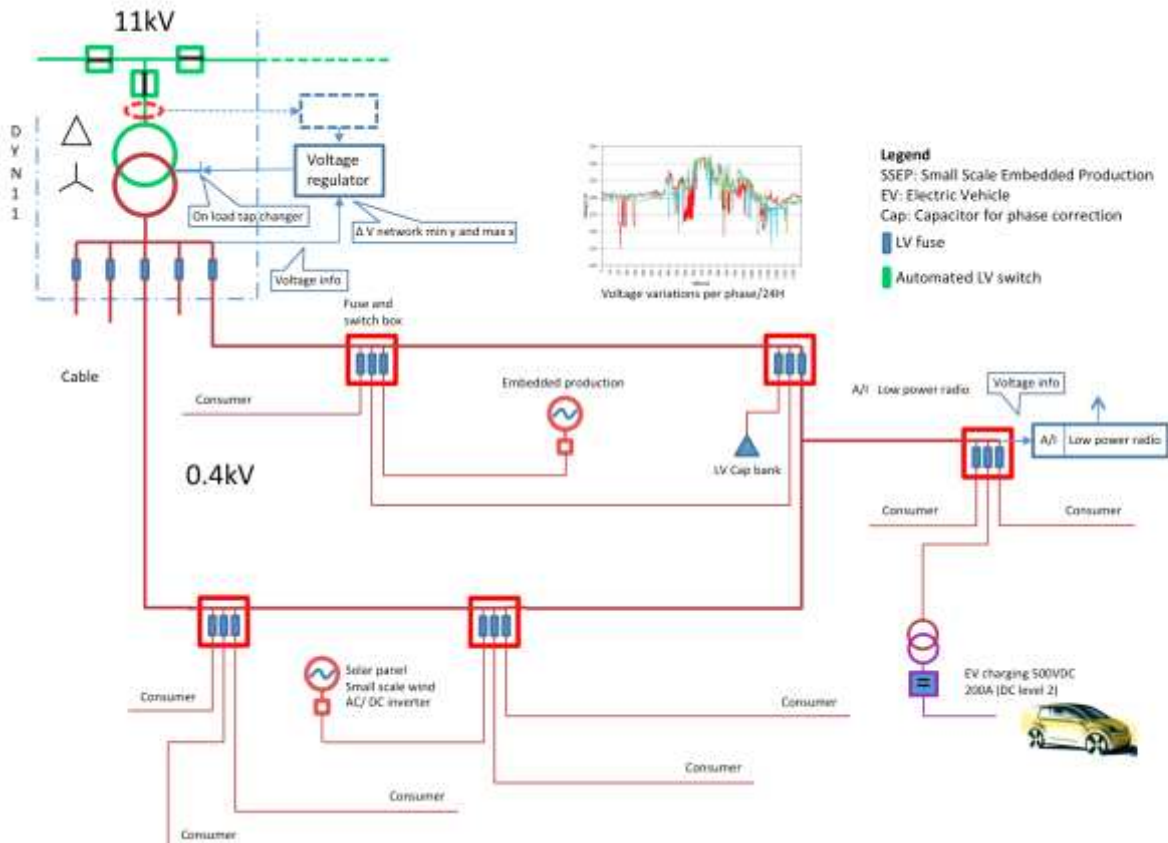 11kV
DYN11
Voltage
regulator
On load tap changer
Δ V network min y and max x
Voltage info
Voltage variations per phase/24H
Legend
SSEP: Small Scale Embedded Production
EV: Electric Vehicle
Cap: Capacitor for phase correction
LV fuse
Automated LV switch
Fuse and
switch box
Cable
Consumer
Embedded production
LV Cap bank
A/I Low power radio
Voltage info
A/I Low power radio
0.4kV
Consumer
Consumer
Solar panel
Small scale wind
AC/ DC inverter
Consumer
Consumer
EV charging 500VDC
200A (DC level 2)
Consumer
Consumer
Consumer